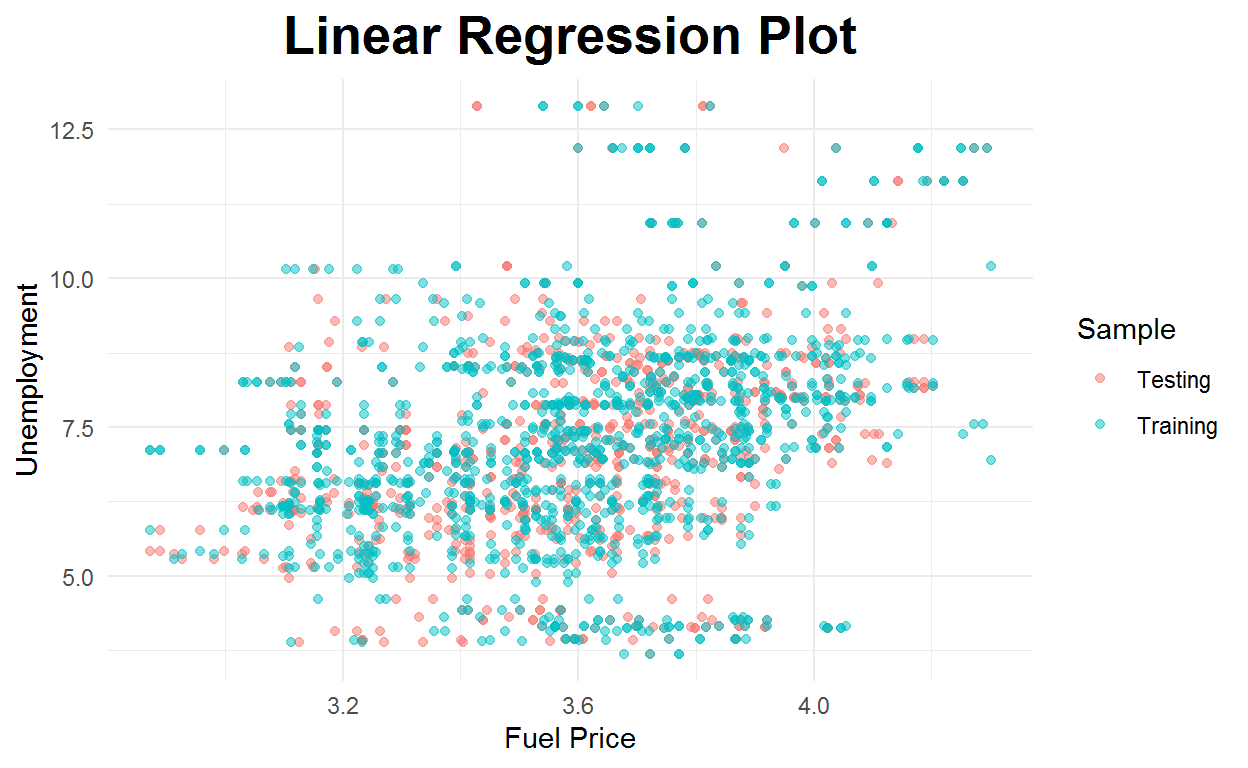 Linear Regression Plot
Unemployment
12.5
10.0
7.5
5.0
3.2
3.6
4.0
Fuel Price
Sample
Testing
Training